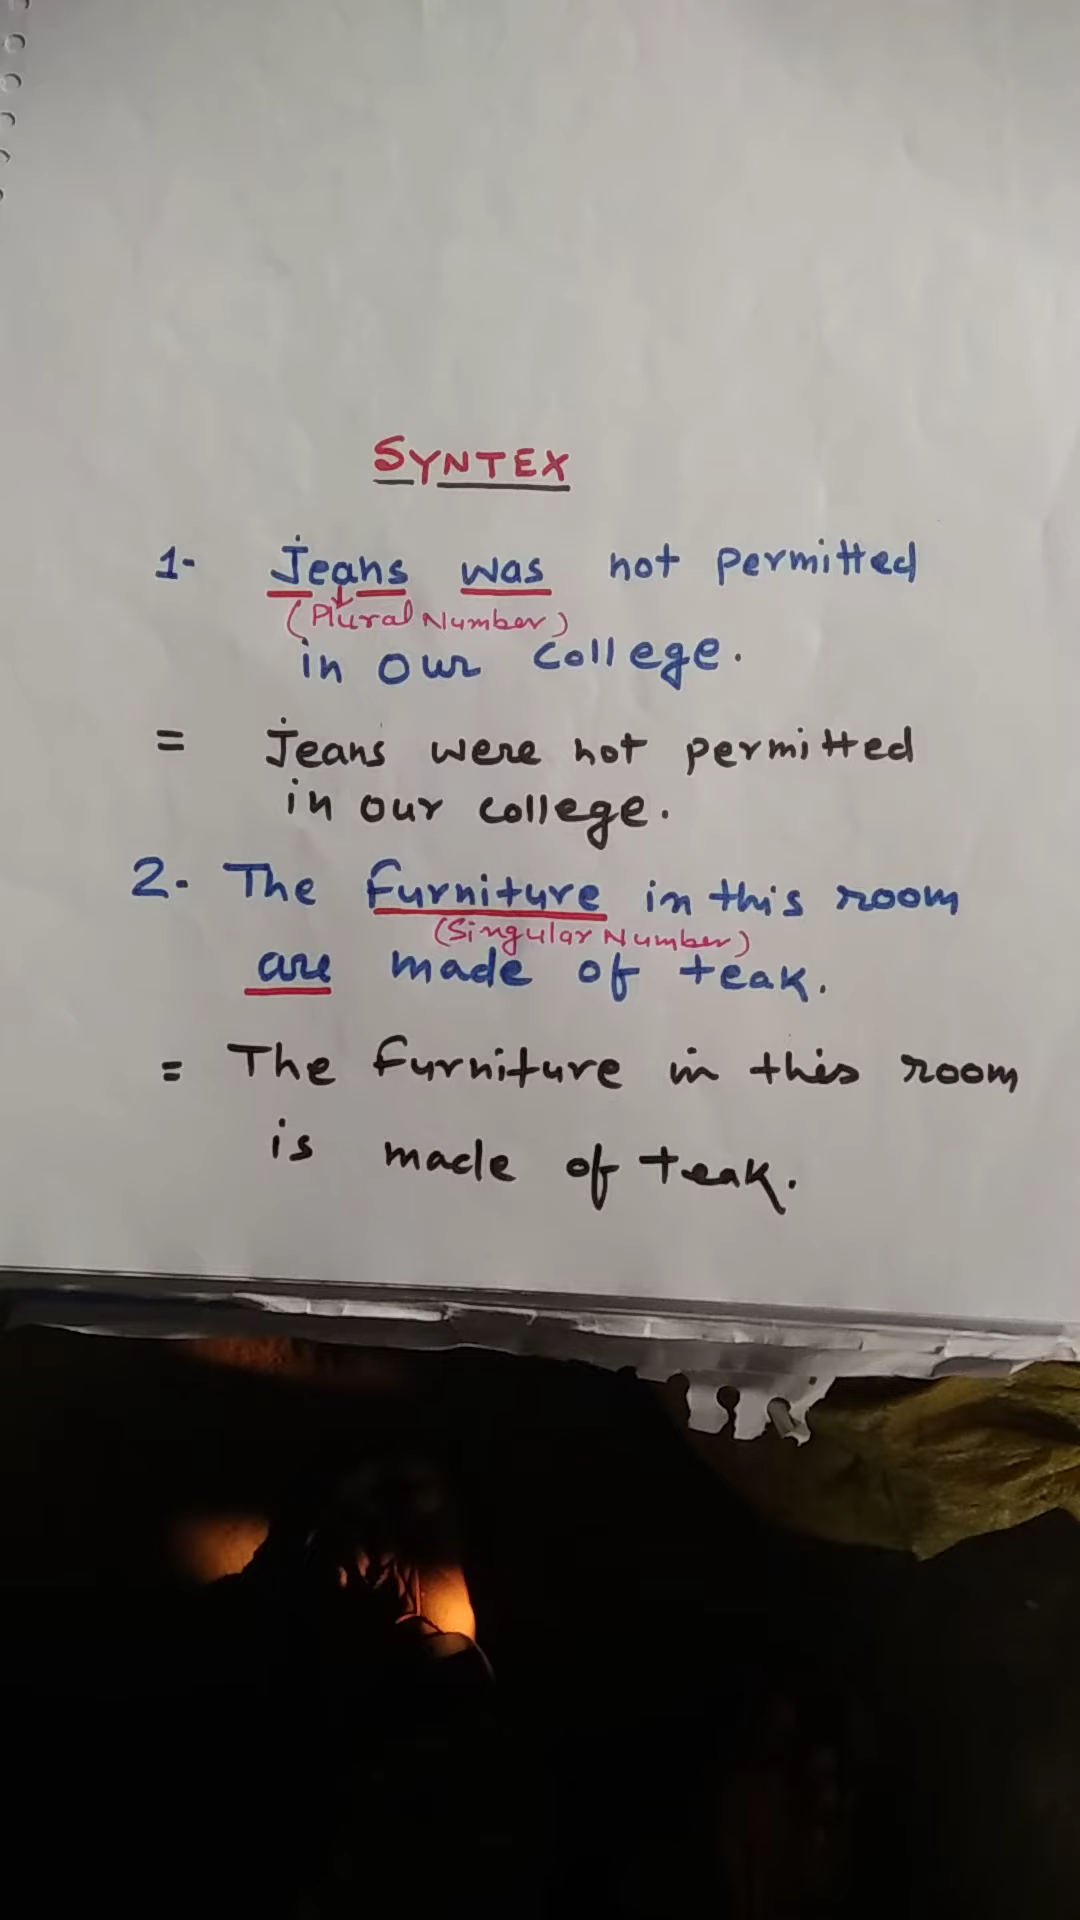 SYNTEX
1- Jeans was not permitted
(Plural Number)
in our college.
= Jeans were not permitted
in our college.
2. The furniture in this room
(Singular Number)
are made of teak.
= The furniture in this room
is made of teak.